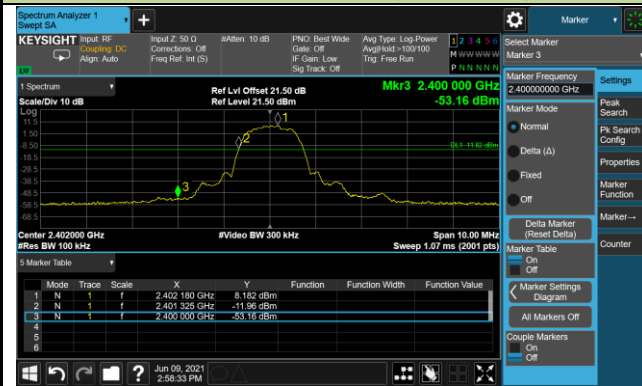 Spectrum Analyzer 1
Swept SA
Marker
KEYSIGHT
Input: RF
Coupling: DC
Align: Auto
Input Z: 50 Ω
Corrections: Off
Freq Ref: Int (S)
#Atten: 10 dB
PNO: Best Wide
Gate: Off
IF Gain: Low
Sig Track: Off
Avg Type: Log-Power
Avg|Hold:>100/100
Trig: Free Run
1 2 3 4 5 6
M W W W W W
P N N N N N
Select Marker
Marker 3
1 Spectrum
Scale/Div 10 dB
Log
Ref Lvl Offset 21.50 dB
Ref Level 21.50 dBm
Mkr3 2.400 000 GHz
-53.16 dBm
11.5
1.50
-8.50
-18.5
-28.5
-38.5
-48.5
-58.5
-68.5
1
2
3
DL1 -11.82 dBm
Center 2.402000 GHz
#Res BW 100 kHz
#Video BW 300 kHz
Span 10.00 MHz
Sweep 1.07 ms (2001 pts)
5 Marker Table
Mode Trace Scale X Y Function Function Width Function Value
1 N 1 f 2.402 180 GHz 8.182 dBm
2 N 1 f 2.401 325 GHz -11.96 dBm
3 N 1 f 2.400 000 GHz -53.16 dBm
4
5
6
Marker Frequency
2.400000000 GHz
Marker Mode
Normal
Delta (Δ)
Fixed
Off
Delta Marker
(Reset Delta)
Marker Table
On
Off
Marker Settings
Diagram
All Markers Off
Couple Markers
On
Off
Settings
Peak
Search
Pk Search
Config
Properties
Marker
Function
Marker→
Counter
Jun 09, 2021
2:58:33 PM